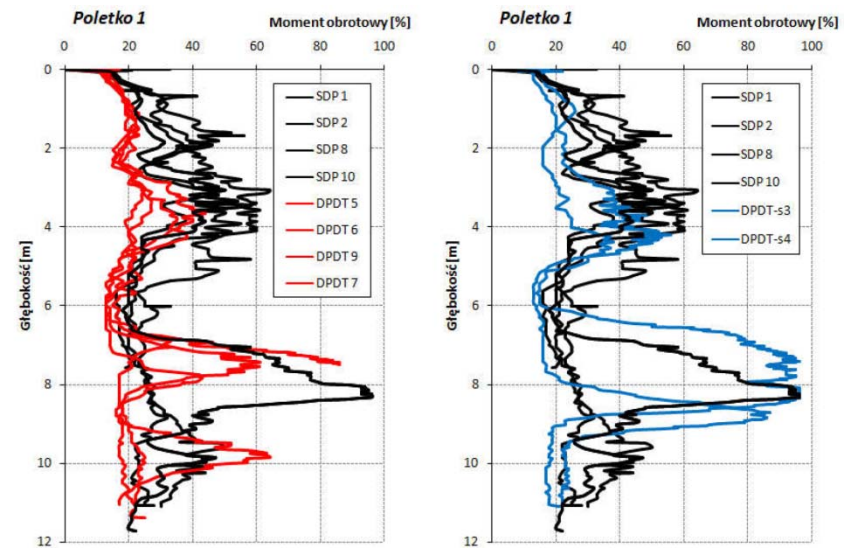 Poletko 1
Moment obrotowy [%]
0 20 40 60 80 100
0
2
4
6
8
10
12
Głębokość [m]
SDP 1
SDP 2
SDP 8
SDP 10
DPDT 5
DPDT 6
DPDT 9
DPDT 7
Poletko 1
Moment obrotowy [%]
0 20 40 60 80 100
0
2
4
6
8
10
12
Głębokość [m]
SDP 1
SDP 2
SDP 8
SDP 10
DPDT-s3
DPDT-s4